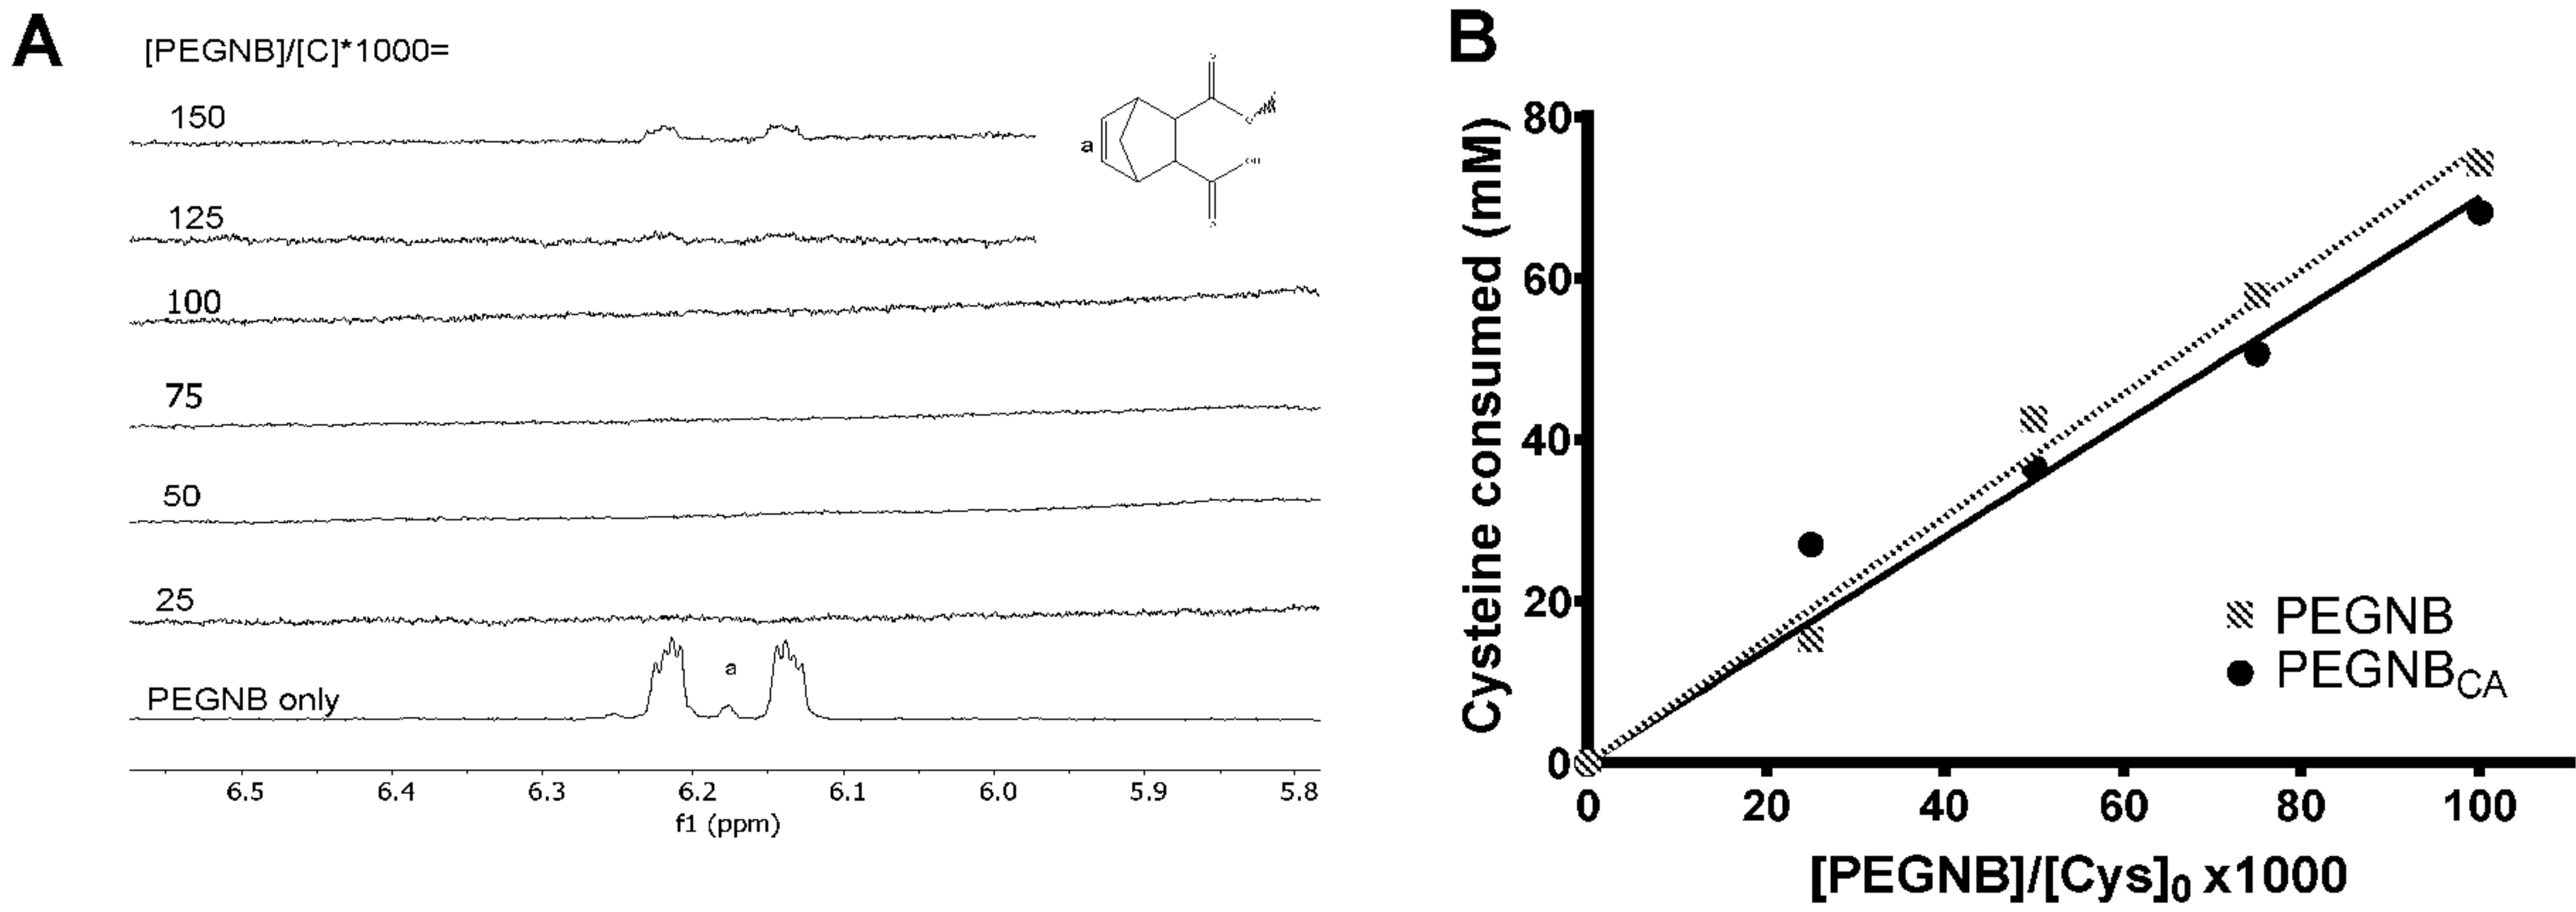 A
[PEGNB]/[C]*1000=
150
125
100
75
50
25
PEGNB only
a
a
OH
6.5 6.4 6.3 6.2 6.1 6.0 5.9 5.8
f1 (ppm)
B
Cysteine consumed (mM)
80
60
40
20
0
0 20 40 60 80 100
[PEGNB]/[Cys]₀ x1000
PEGNB
PEGNB_CA